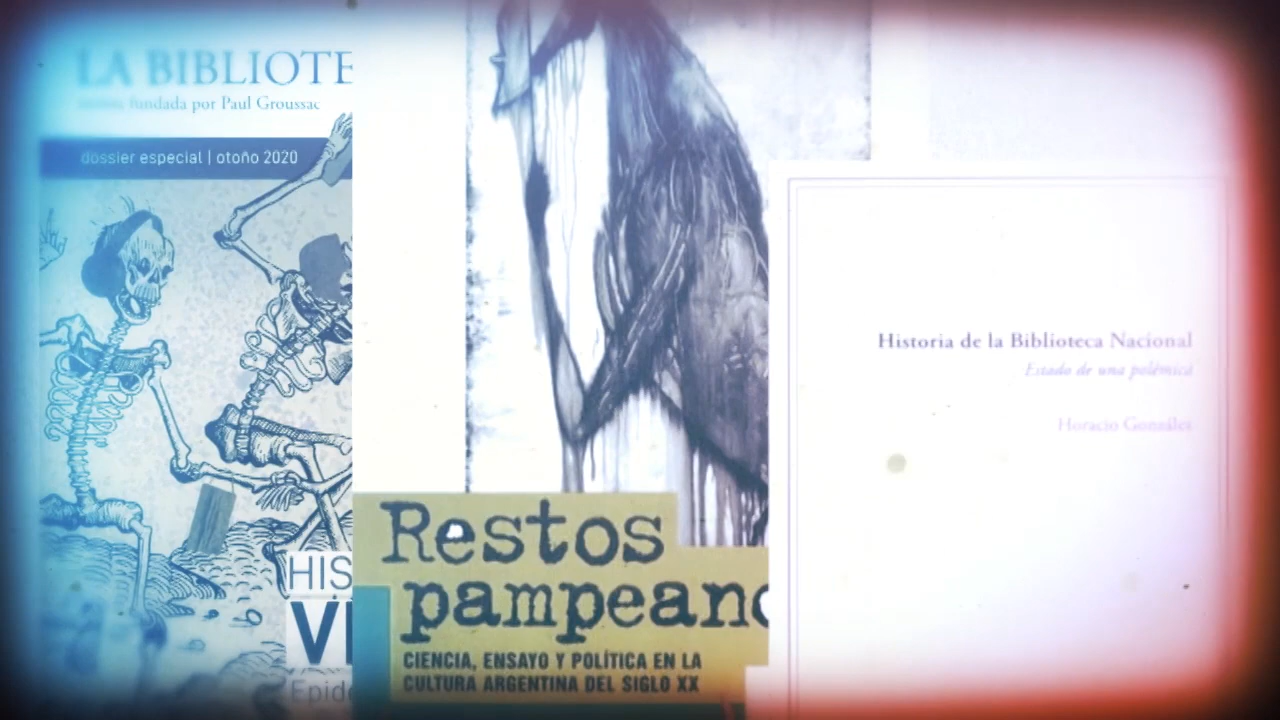 LA BIBLIOTE
revista fundada por Paul Groussac
dossier especial | otoño 2020
HIS
VI
Epide
Restos
pampeano
CIENCIA, ENSAYO Y POLÍTICA EN LA
CULTURA ARGENTINA DEL SIGLO XX
Historia de la Biblioteca Nacional
Estado de una polémica
Horacio González